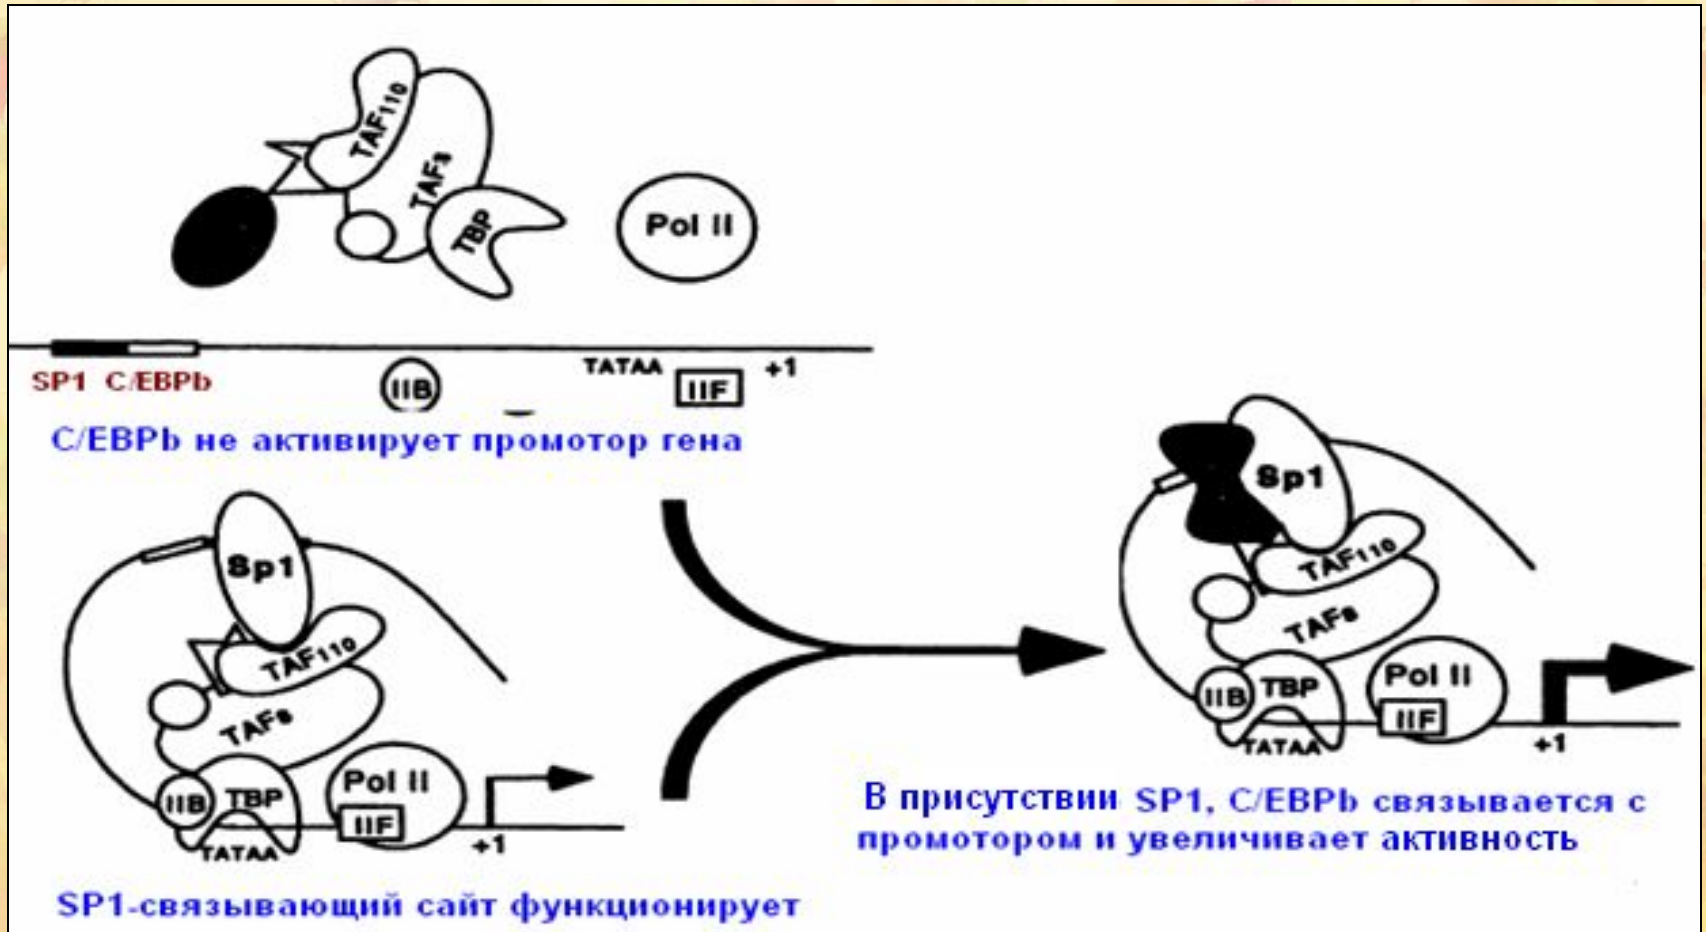 TAF110
TAFs
TBP
Pol II
SP1 C/EBPb
IIB
TATAA
IIF
+1
C/EBPb не активирует промотор гена
Sp1
TAF110
TAFs
IIB
TBP
Pol II
IIF
TATAA
+1
SP1-связывающий сайт функционирует
Sp1
TAF110
TAFs
IIB
TBP
Pol II
IIF
TATAA
+1
В присутствии SP1, C/EBPb связывается с
промотором и увеличивает активность